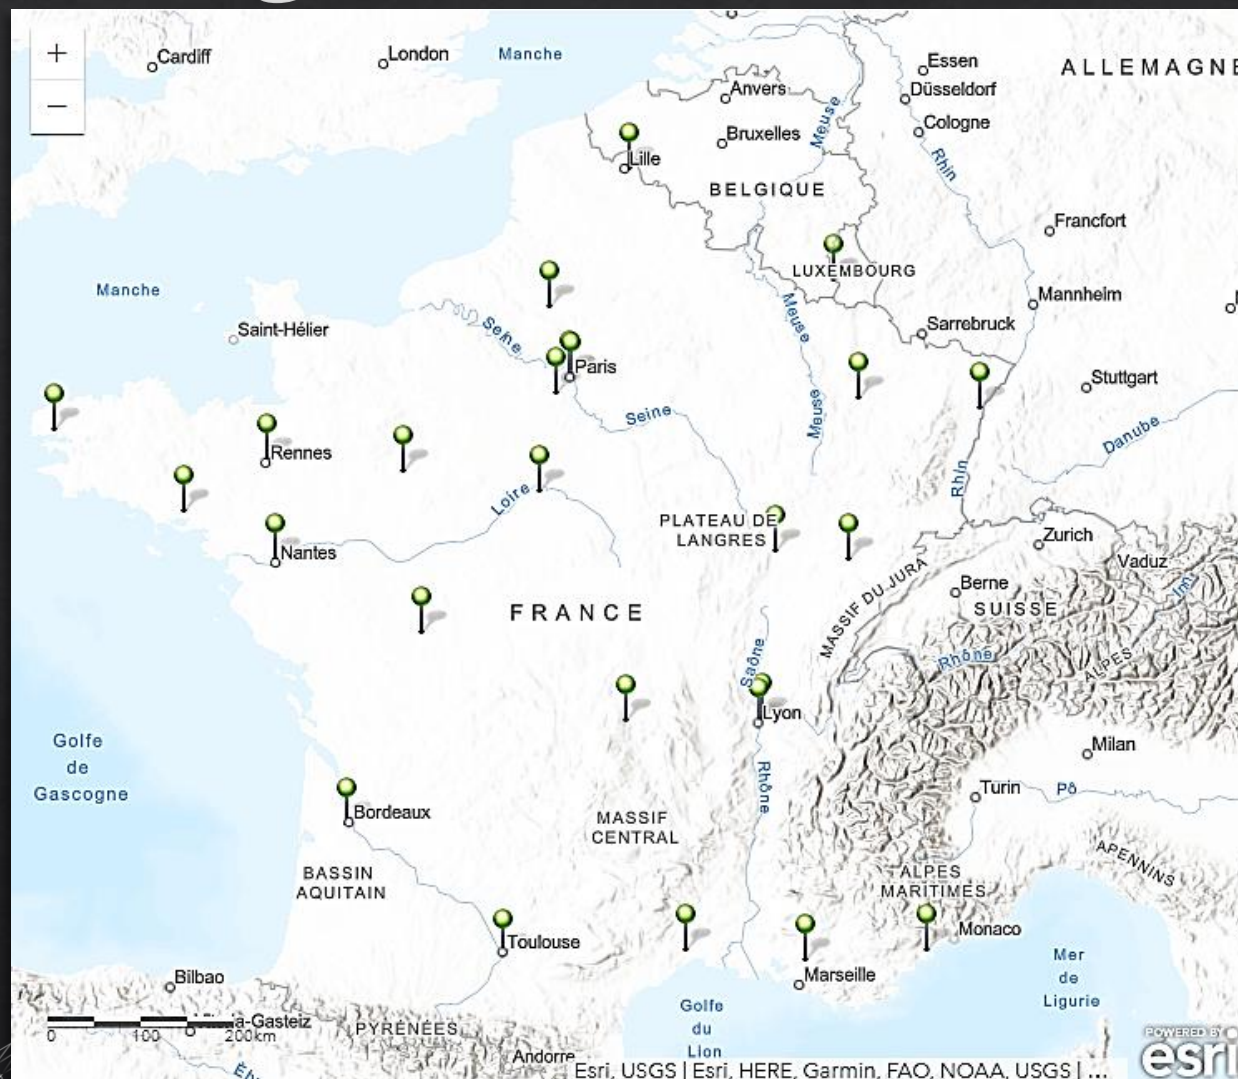 +
−
Cardiff
London
Manche
Essen
ALLEMAGNE
Anvers
Düsseldorf
Meuse
Cologne
Bruxelles
Lille
Rhin
BELGIQUE
Francfort
LUXEMBOURG
Manche
Mannheim
Meuse
Saint-Hélier
Seine
Sarrebruck
Paris
Stuttgart
Seine
Meuse
Danube
Rennes
Rhin
Loire
PLATEAU DE
LANGRES
Nantes
Zurich
Vaduz
Inn
Berne
MASSIF DU JURA
SUISSE
FRANCE
Rhône
ALPES
Saône
Lyon
Golfe
de
Gascogne
Milan
Rhône
Turin
Pô
Bordeaux
MASSIF
CENTRAL
APENNINS
BASSIN
AQUITAIN
ALPES
MARITIMES
Toulouse
Monaco
Marseille
Mer
de
Ligurie
Bilbao
Golfe
du
Lion
a-Gasteiz
0 100 200km
PYRÉNÉES
Andorre
POWERED BY
esri
Esri, USGS | Esri, HERE, Garmin, FAO, NOAA, USGS | ...